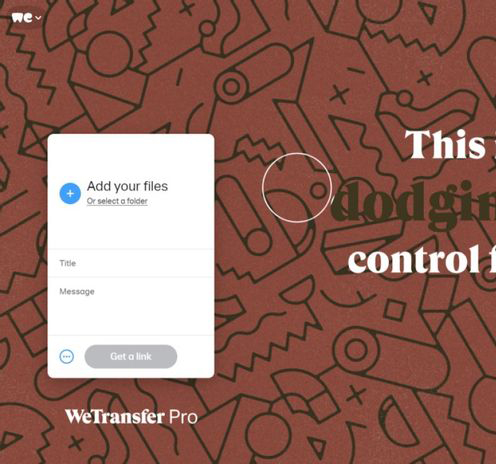 we
This
dodgin
control f
Add your files
Or select a folder
Title
Message
Get a link
WeTransfer Pro